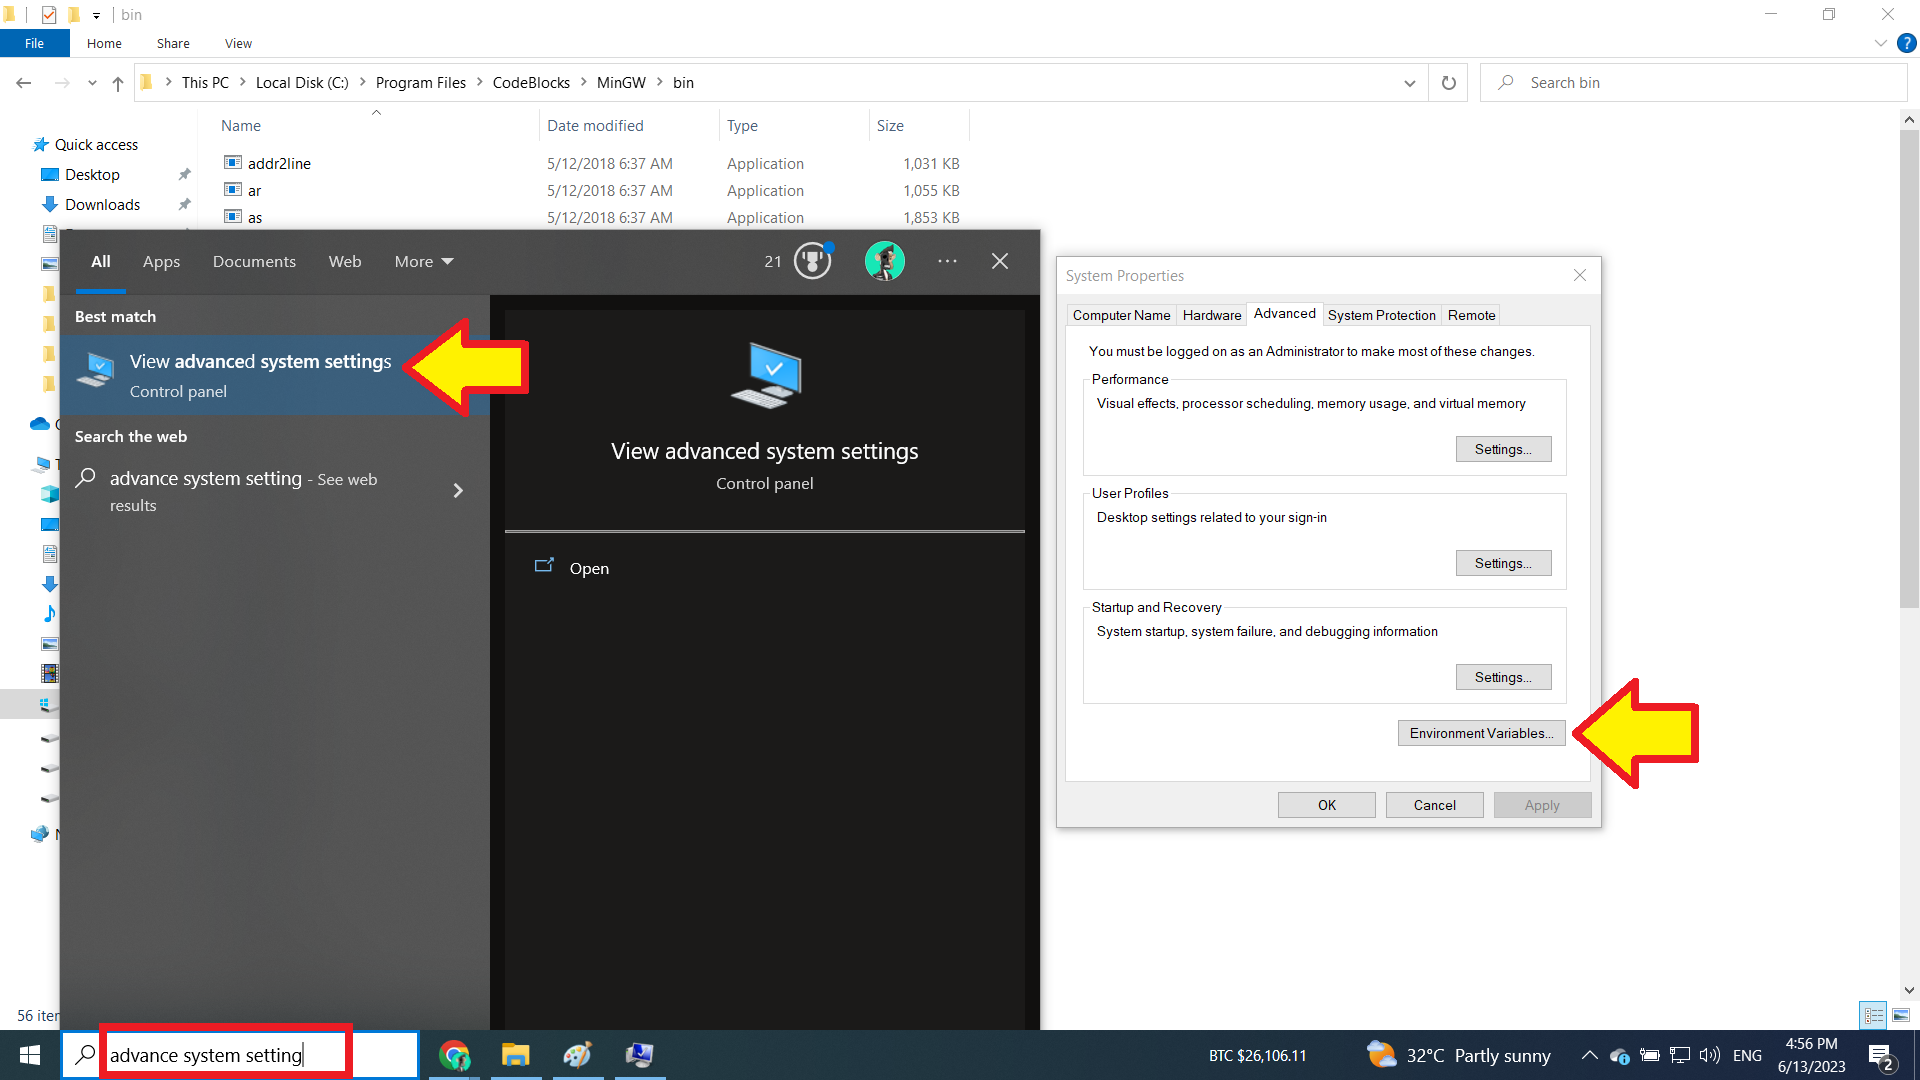 bin
File Home Share View
This PC Local Disk (C:) Program Files CodeBlocks MinGW bin
Search bin
Name Date modified Type Size
Quick access
Desktop
Downloads
addr2line 5/12/2018 6:37 AM Application 1,031 KB
ar 5/12/2018 6:37 AM Application 1,055 KB
as 5/12/2018 6:37 AM Application 1,853 KB
All Apps Documents Web More 21
Best match
View advanced system settings
Control panel
Search the web
advance system setting - See web
results
View advanced system settings
Control panel
Open
System Properties
Computer Name Hardware Advanced System Protection Remote
You must be logged on as an Administrator to make most of these changes.
Performance
Visual effects, processor scheduling, memory usage, and virtual memory
Settings...
User Profiles
Desktop settings related to your sign-in
Settings...
Startup and Recovery
System startup, system failure, and debugging information
Settings...
Environment Variables...
OK Cancel Apply
56
advance system setting
BTC $26,106.11
32°C Partly sunny
ENG
4:56 PM
6/13/2023
2